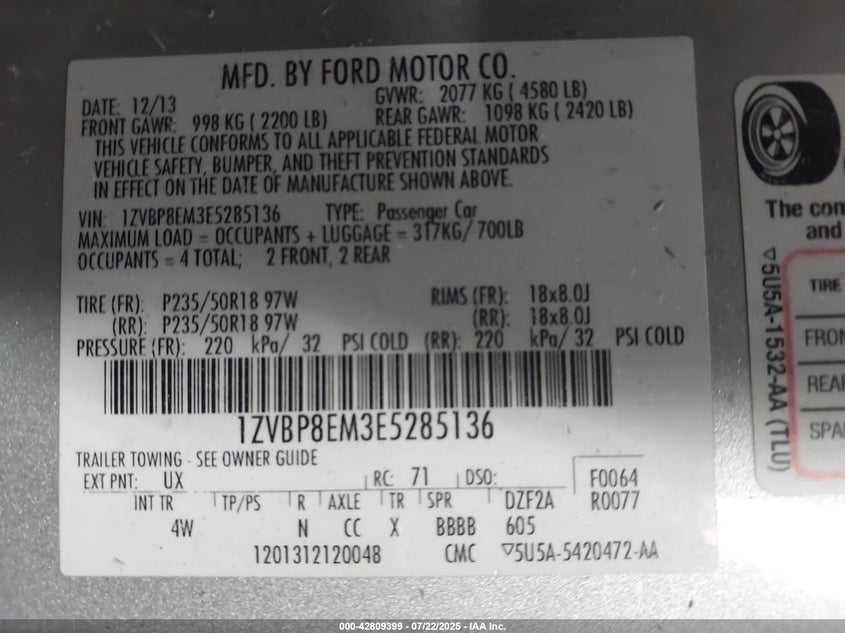 MFD. BY FORD MOTOR CO.
DATE: 12/13
GVWR: 2077 KG ( 4580 LB)
FRONT GAWR: 998 KG ( 2200 LB)
REAR GAWR: 1098 KG ( 2420 LB)
THIS VEHICLE CONFORMS TO ALL APPLICABLE FEDERAL MOTOR
VEHICLE SAFETY, BUMPER, AND THEFT PREVENTION STANDARDS
IN EFFECT ON THE DATE OF MANUFACTURE SHOWN ABOVE.
VIN: 1ZVBP8EM3E5285136 TYPE: Passenger Car
MAXIMUM LOAD = OCCUPANTS + LUGGAGE = 317KG/ 700LB
OCCUPANTS = 4 TOTAL; 2 FRONT, 2 REAR
TIRE (FR): P235/50R18 97W RIMS (FR): 18x8.0J
(RR): P235/50R18 97W (RR): 18x8.0J
PRESSURE (FR): 220 kPa/ 32 PSI COLD (RR): 220 kPa/ 32 PSI COLD
1ZVBP8EM3E5285136
TRAILER TOWING - SEE OWNER GUIDE
EXT PNT: UX RC: 71 DSO: F0064
INT TR TP/PS R AXLE TR SPR DZF2A R0077
4W N CC X BBBB 605
1201312120048 CMC ▽5U5A-5420472-AA
The com
and
▽5U5A-1532-AA (TLU)
TIRE
FRON
REAR
SPA
000-42809399 - 07/22/2025 - IAA Inc.